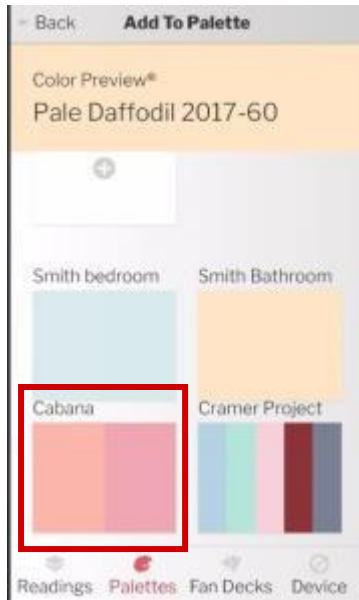 Back Add To Palette
Color Preview®
Pale Daffodil 2017-60
Smith bedroom Smith Bathroom
Cabana Cramer Project
Readings Palettes Fan Decks Device